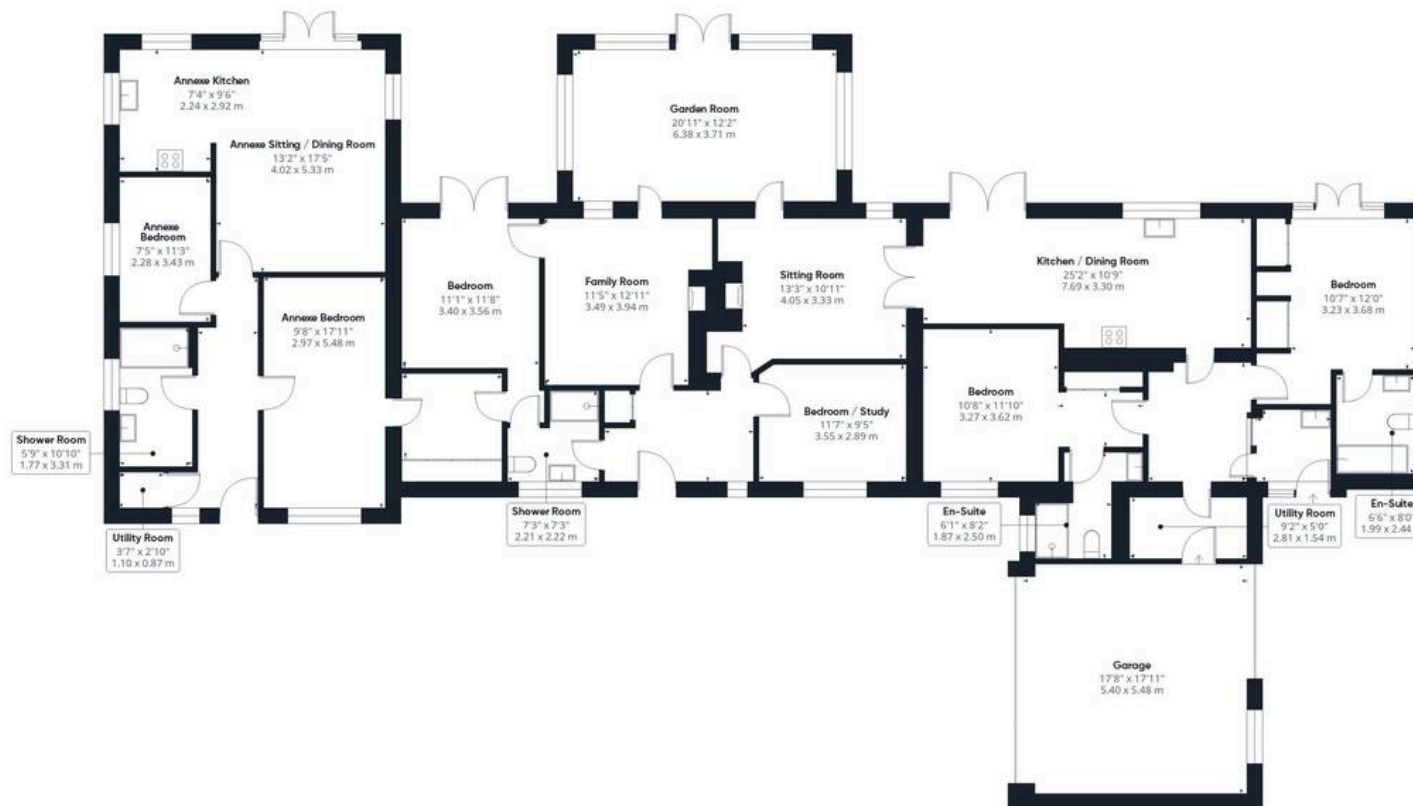 Annexe Kitchen
7'4" x 9'6"
2.24 x 2.92 m
Annexe Sitting / Dining Room
13'2" x 17'5"
4.02 x 5.33 m
Annexe
Bedroom
7'5" x 11'3"
2.28 x 3.43 m
Annexe Bedroom
9'8" x 17'11"
2.97 x 5.48 m
Shower Room
5'9" x 10'10"
1.77 x 3.31 m
Utility Room
3'7" x 2'10"
1.10 x 0.87 m
Bedroom
11'1" x 11'8"
3.40 x 3.56 m
Family Room
11'5" x 12'11"
3.49 x 3.94 m
Garden Room
20'11" x 12'2"
6.38 x 3.71 m
Sitting Room
13'3" x 10'11"
4.05 x 3.33 m
Kitchen / Dining Room
25'2" x 10'9"
7.69 x 3.30 m
Bedroom
10'7" x 12'0"
3.23 x 3.68 m
Bedroom / Study
11'7" x 9'5"
3.55 x 2.89 m
Bedroom
10'8" x 11'10"
3.27 x 3.62 m
Shower Room
7'3" x 7'3"
2.21 x 2.22 m
En-Suite
6'1" x 8'2"
1.87 x 2.50 m
Utility Room
9'2" x 5'0"
2.81 x 1.54 m
En-Suite
6'6" x 8'0
1.99 x 2.44
Garage
17'8" x 17'11"
5.40 x 5.48 m